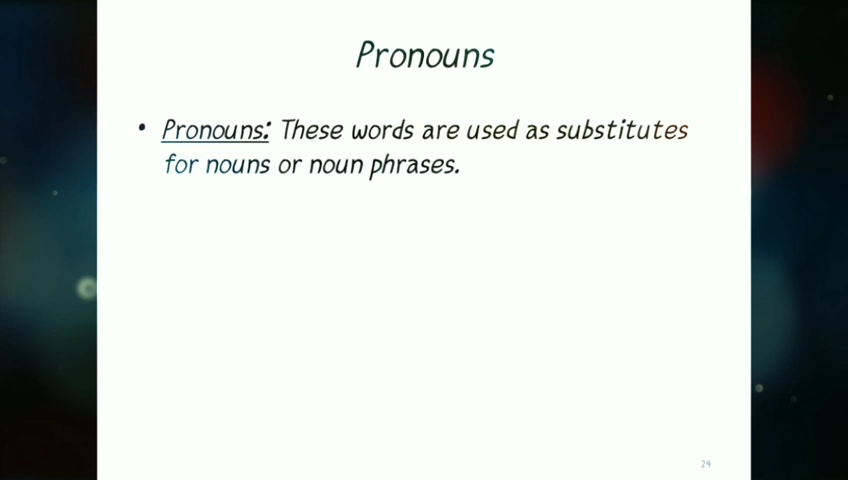 Pronouns
• Pronouns: These words are used as substitutes
for nouns or noun phrases.
24